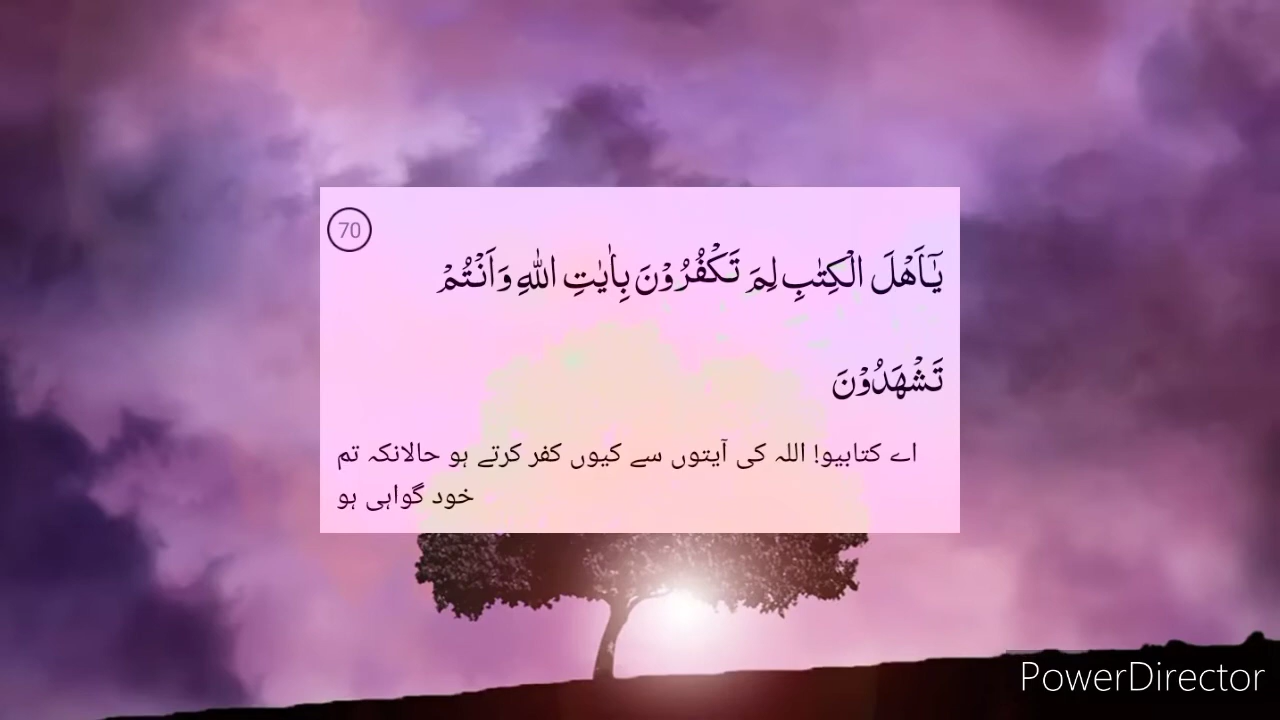 70
يٰۤاَهْلَ الْكِتٰبِ لِمَ تَكْفُرُوْنَ بِاٰيٰتِ اللّٰهِ وَاَنْتُمْ
تَشْهَدُوْنَ
اے کتابیو! اللہ کی آیتوں سے کیوں کفر کرتے ہو حالانکہ تم
خود گواہی ہو
PowerDirector